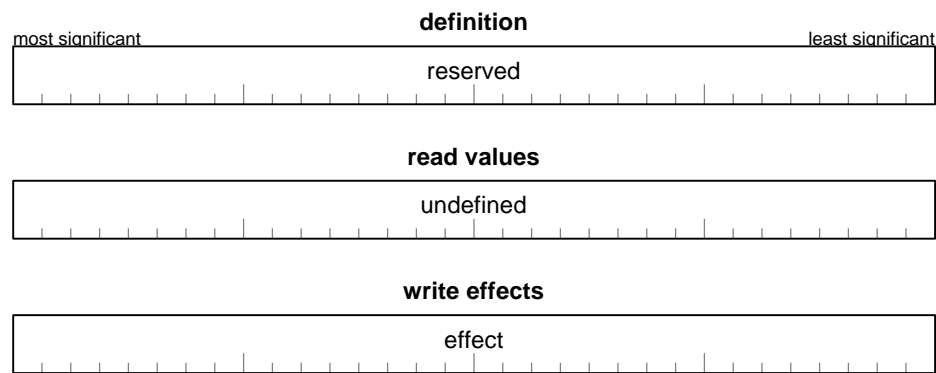 definition
most significant least significant
reserved
read values
undefined
write effects
effect